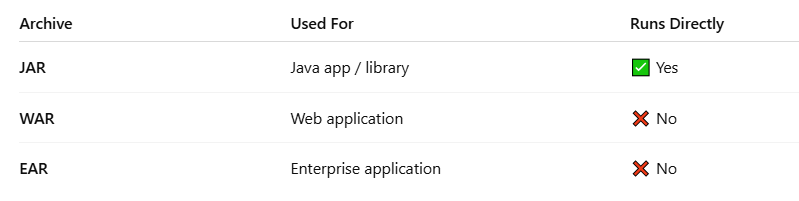 Archive Used For Runs Directly
JAR Java app / library ✅ Yes
WAR Web application ❌ No
EAR Enterprise application ❌ No